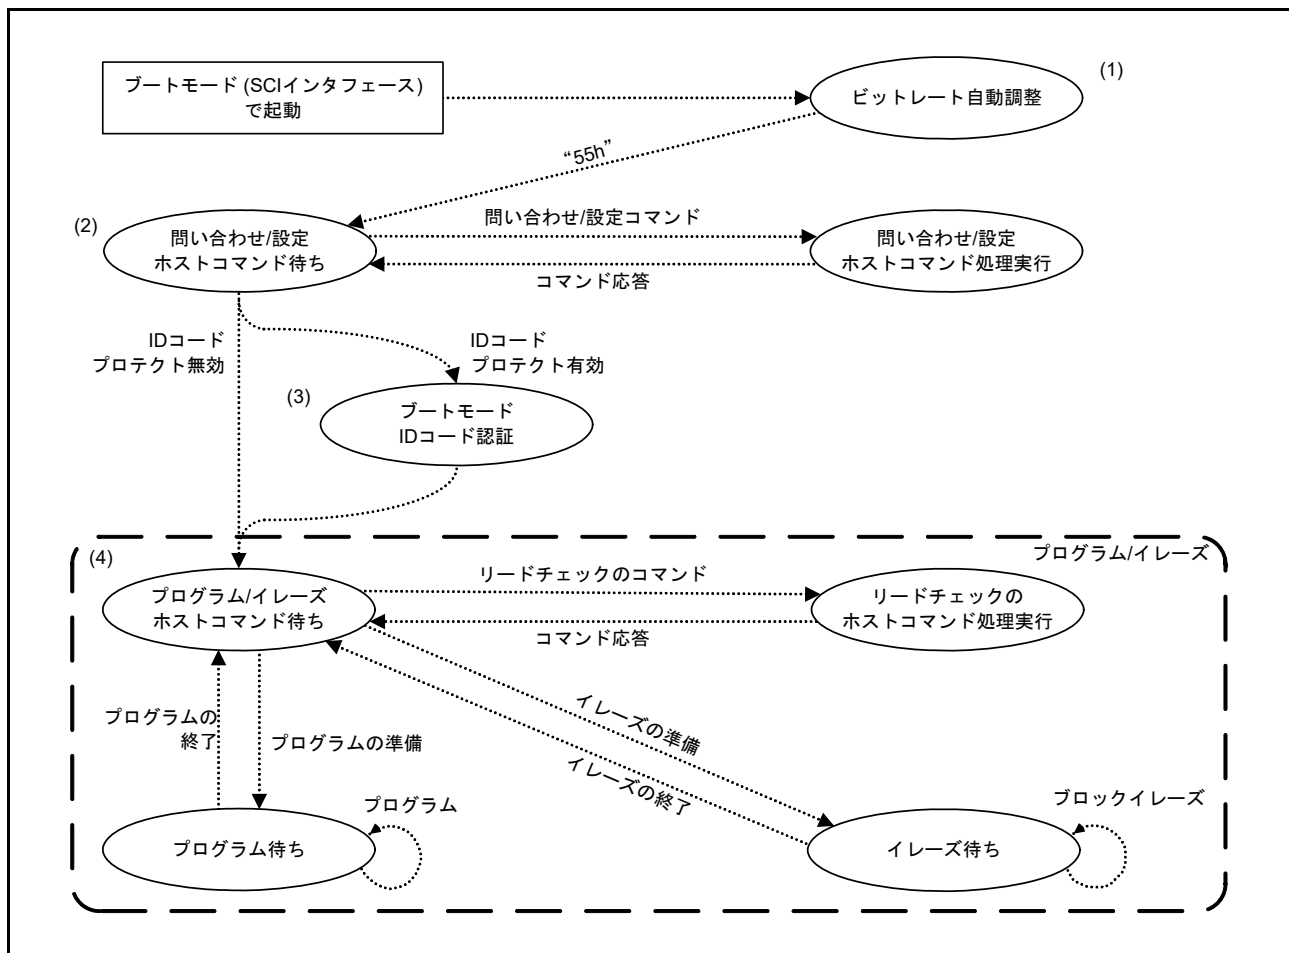 ブートモード (SCIインタフェース)
で起動
(1)
ビットレート自動調整
“55h”
(2)
問い合わせ/設定
ホストコマンド待ち
問い合わせ/設定コマンド
コマンド応答
問い合わせ/設定
ホストコマンド処理実行
IDコード
プロテクト無効
IDコード
プロテクト有効
(3)
ブートモード
IDコード認証
プログラム/イレーズ
(4)
プログラム/イレーズ
ホストコマンド待ち
リードチェックのコマンド
コマンド応答
リードチェックの
ホストコマンド処理実行
プログラムの
終了
プログラムの準備
イレーズの準備
イレーズの終了
プログラム
プログラム待ち
ブロックイレーズ
イレーズ待ち